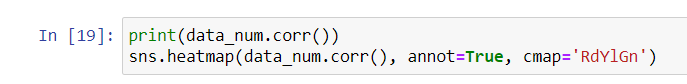 In [19]: print(data_num.corr())
sns.heatmap(data_num.corr(), annot=True, cmap='RdYlGn')